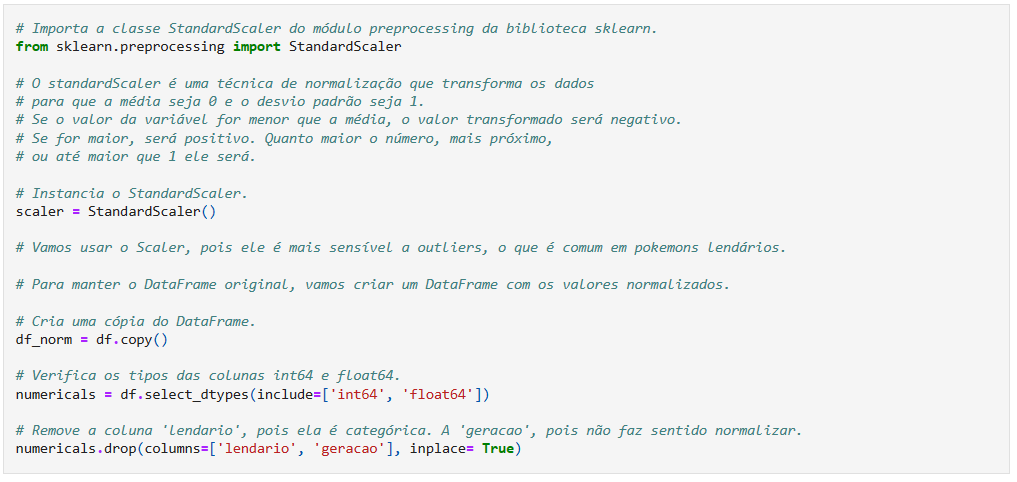 # Importa a classe StandardScaler do módulo preprocessing da biblioteca sklearn.
from sklearn.preprocessing import StandardScaler
# O standardScaler é uma técnica de normalização que transforma os dados
# para que a média seja 0 e o desvio padrão seja 1.
# Se o valor da variável for menor que a média, o valor transformado será negativo.
# Se for maior, será positivo. Quanto maior o número, mais próximo,
# ou até maior que 1 ele será.
# Instancia o StandardScaler.
scaler = StandardScaler()
# Vamos usar o Scaler, pois ele é mais sensível a outliers, o que é comum em pokemons lendários.
# Para manter o DataFrame original, vamos criar um DataFrame com os valores normalizados.
# Cria uma cópia do DataFrame.
df_norm = df.copy()
# Verifica os tipos das colunas int64 e float64.
numericals = df.select_dtypes(include=['int64', 'float64'])
# Remove a coluna 'lendario', pois ela é categórica. A 'geracao', pois não faz sentido normalizar.
numericals.drop(columns=['lendario', 'geracao'], inplace= True)